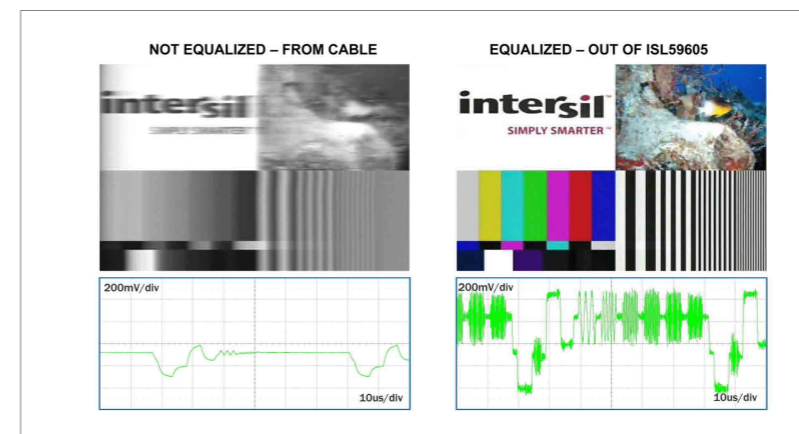 NOT EQUALIZED – FROM CABLE
intersil
SIMPLY SMARTER
200mV/div
10us/div
EQUALIZED – OUT OF ISL59605
intersil™
SIMPLY SMARTER™
200mV/div
10us/div